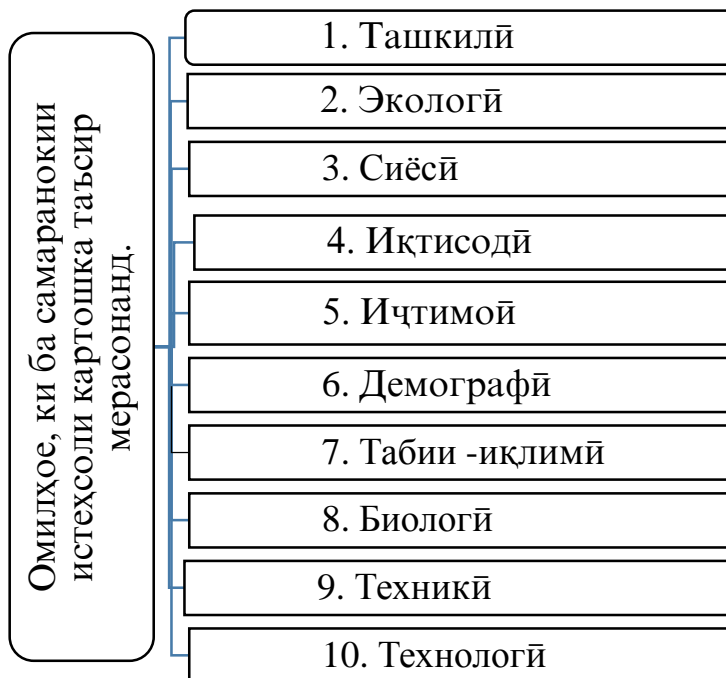 Омилҳое, ки ба самаранокии
истеҳсоли картошка таъсир
мерасонанд.
1. Ташкилӣ
2. Экологӣ
3. Сиёсӣ
4. Иқтисодӣ
5. Иҷтимоӣ
6. Демографӣ
7. Табии -иқлимӣ
8. Биологӣ
9. Техникӣ
10. Технологӣ